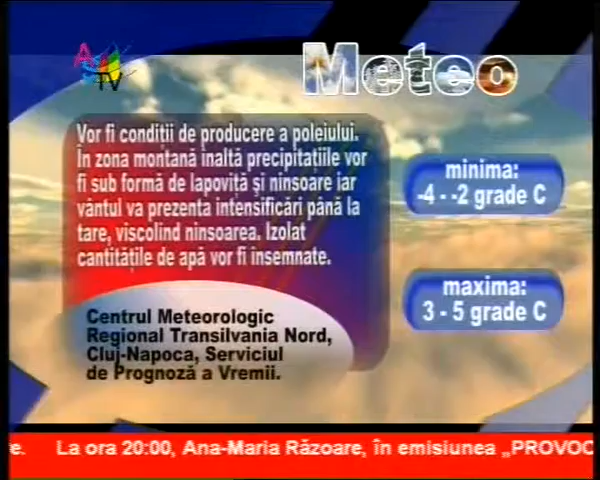 AS
TV
Meteo
Vor fi condiții de producere a poleiului.
În zona montană înaltă precipitațiile vor
fi sub formă de lapoviță și ninsoare iar
vântul va prezenta intensificări până la
tare, viscolind ninsoarea. Izolat
cantitățile de apă vor fi însemnate.
minima:
-4 - -2 grade C
maxima:
3 - 5 grade C
Centrul Meteorologic
Regional Transilvania Nord,
Cluj-Napoca, Serviciul
de Prognoză a Vremii.
e. La ora 20:00, Ana-Maria Răzoare, în emisiunea „PROVOC